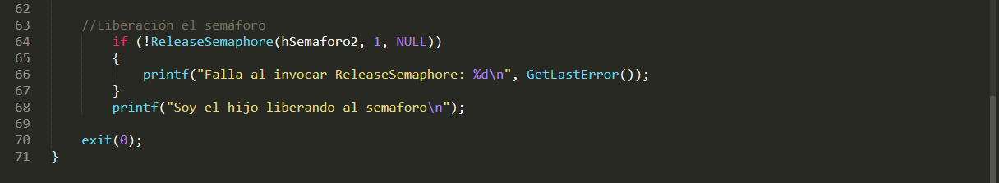 62
63 //Liberación el semáforo
64 if (!ReleaseSemaphore(hSemaforo2, 1, NULL))
65 {
66 printf("Falla al invocar ReleaseSemaphore: %d\n", GetLastError());
67 }
68 printf("Soy el hijo liberando al semaforo\n");
69
70 exit(0);
71 }